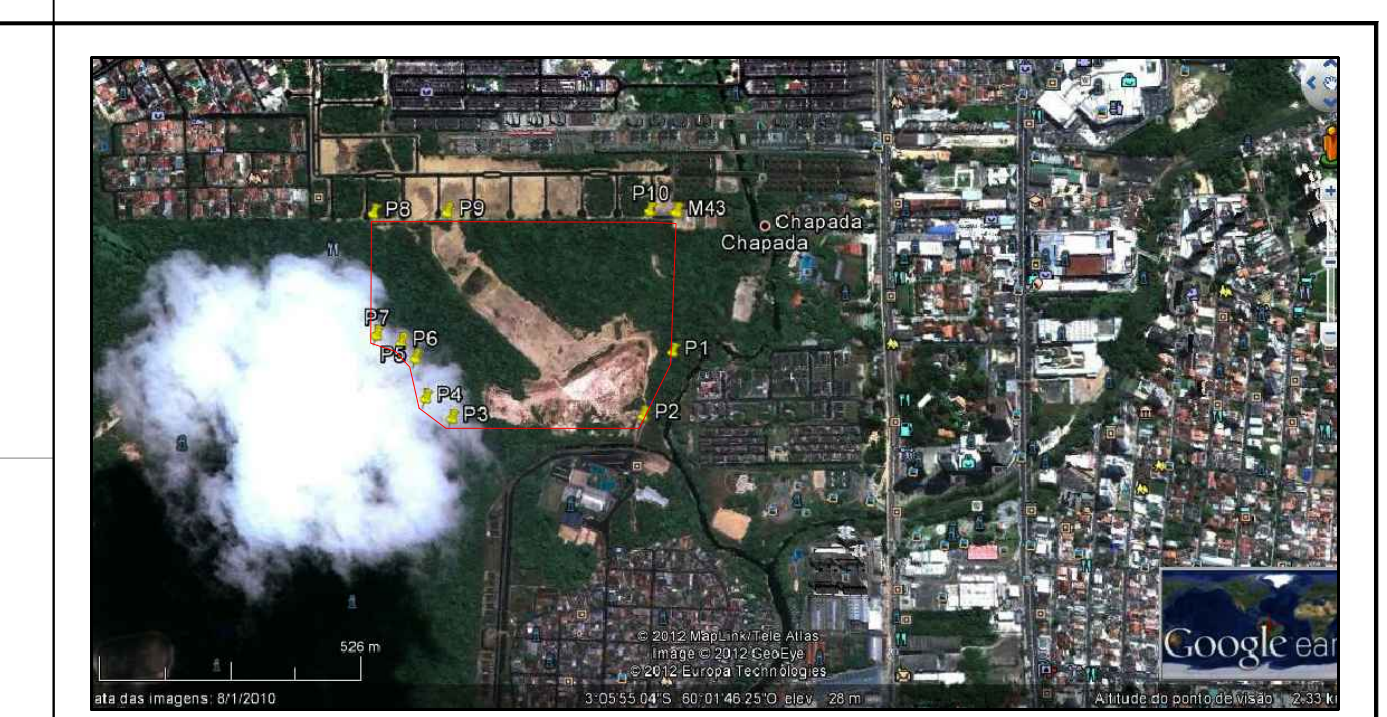 P10
P8
P9
M43
Chapada
Chapada
P7
P6
P5
P1
P4
P3
P2
526 m
© 2012 MapLink/Tele Atlas
Image © 2012 GeoEye
© 2012 Europa Technologies
Google ear
ata das imagens: 8/1/2010
3°05'55.04"S 60°01'46.25"O elev 28 m
Altitude do ponto de visão 2.33 k